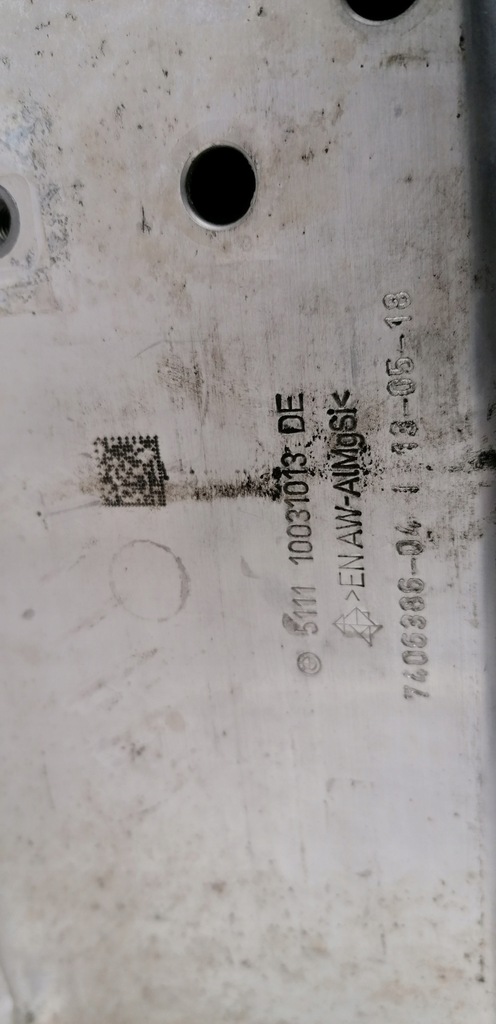 5111 10031013 DE
>EN AW-AlMgSi<
7406386-04 | 13-05-18